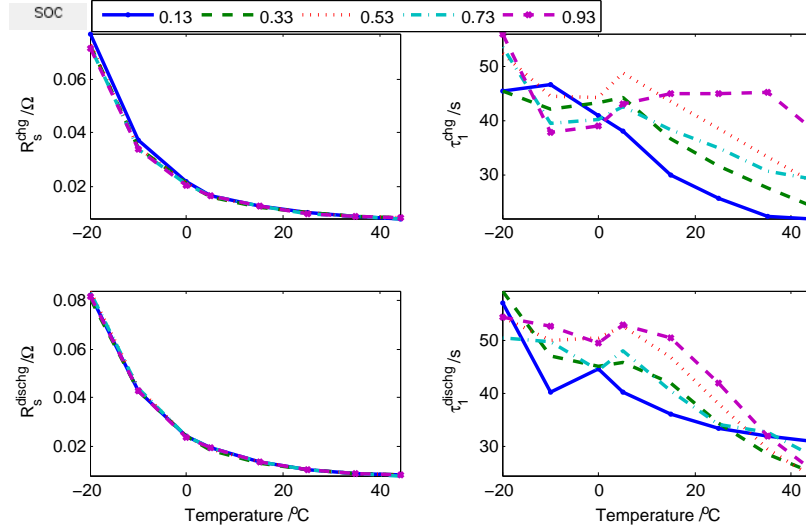 SOC
0.13 0.33 0.53 0.73 0.93
R_s^chg /Ω
0.06
0.04
0.02
−20 0 20 40
τ_1^chg /s
50
40
30
−20 0 20 40
R_s^dischg /Ω
0.08
0.06
0.04
0.02
−20 0 20 40
Temperature /ºC
τ_1^dischg /s
50
40
30
−20 0 20 40
Temperature /ºC